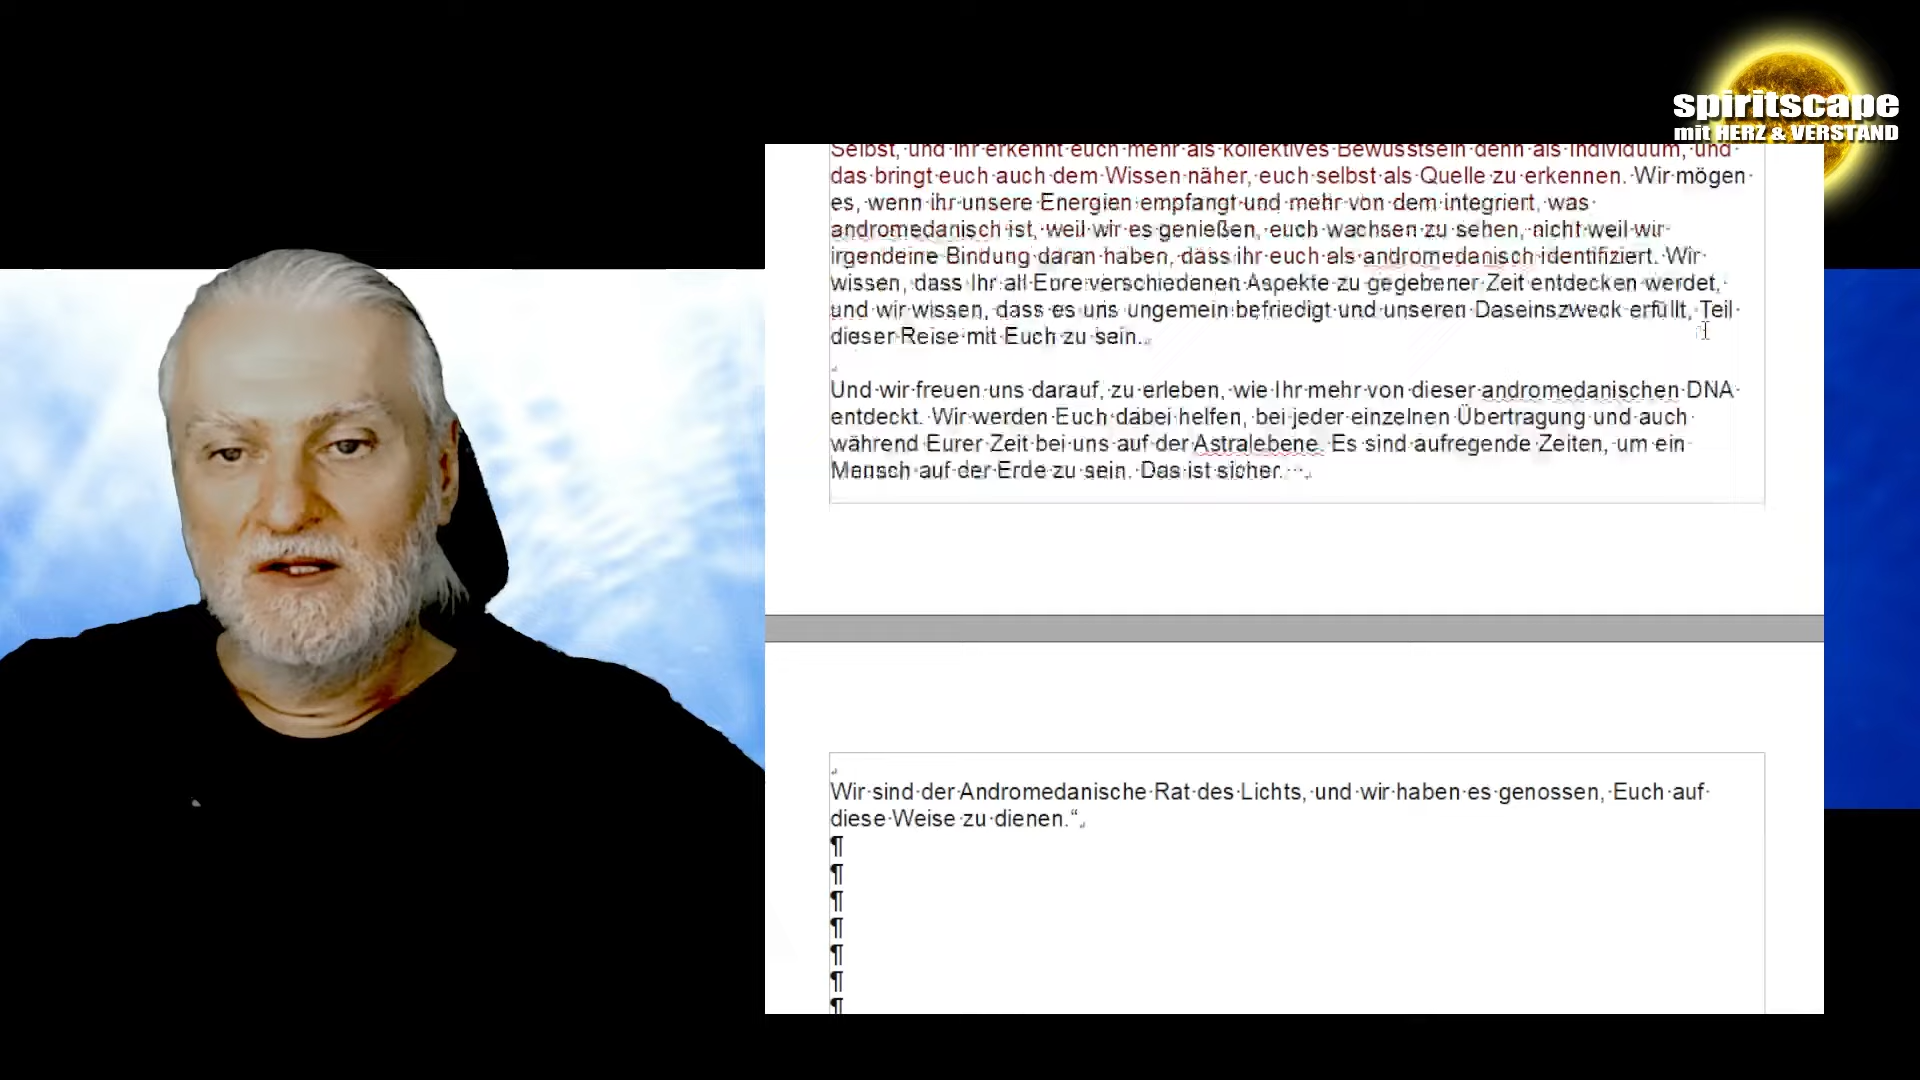 spiritscape
mit HERZ & VERSTAND
Selbst, und ihr erkennt euch mehr als kollektives Bewusstsein denn als Individuum, und
das bringt euch auch dem Wissen näher, euch selbst als Quelle zu erkennen. Wir mögen
es, wenn ihr unsere Energien empfangt und mehr von dem integriert, was
andromedanisch ist, weil wir es genießen, euch wachsen zu sehen, nicht weil wir
irgendeine Bindung daran haben, dass ihr euch als andromedanisch identifiziert. Wir
wissen, dass Ihr all Eure verschiedenen Aspekte zu gegebener Zeit entdecken werdet,
und wir wissen, dass es uns ungemein befriedigt und unseren Daseinszweck erfüllt, Teil
dieser Reise mit Euch zu sein.
Und wir freuen uns darauf, zu erleben, wie Ihr mehr von dieser andromedanischen DNA
entdeckt. Wir werden Euch dabei helfen, bei jeder einzelnen Übertragung und auch
während Eurer Zeit bei uns auf der Astralebene. Es sind aufregende Zeiten, um ein
Mensch auf der Erde zu sein. Das ist sicher.
Wir sind der Andromedanische Rat des Lichts, und wir haben es genossen, Euch auf
diese Weise zu dienen.“
¶
¶
¶
¶
¶
¶
¶